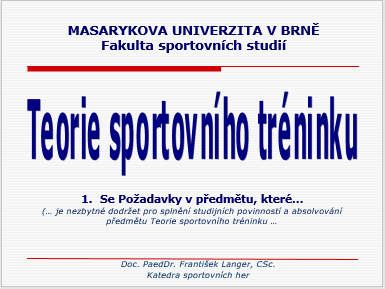 MASARYKOVA UNIVERZITA V BRNĚ
Fakulta sportovních studií
Teorie sportovního tréninku
1. Se Požadavky v předmětu, které...
(... je nezbytné dodržet pro splnění studijních povinností a absolvování
předmětu Teorie sportovního tréninku ...
Doc. PaedDr. František Langer, CSc.
Katedra sportovních her